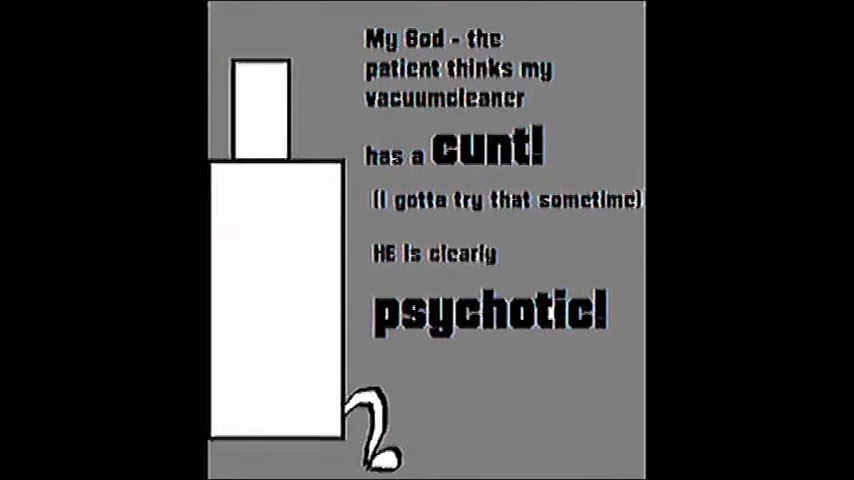 My God - the
patient thinks my
vacuumcleaner
has a cunt!
(I gotta try that sometime)
HE is clearly
psychotic!